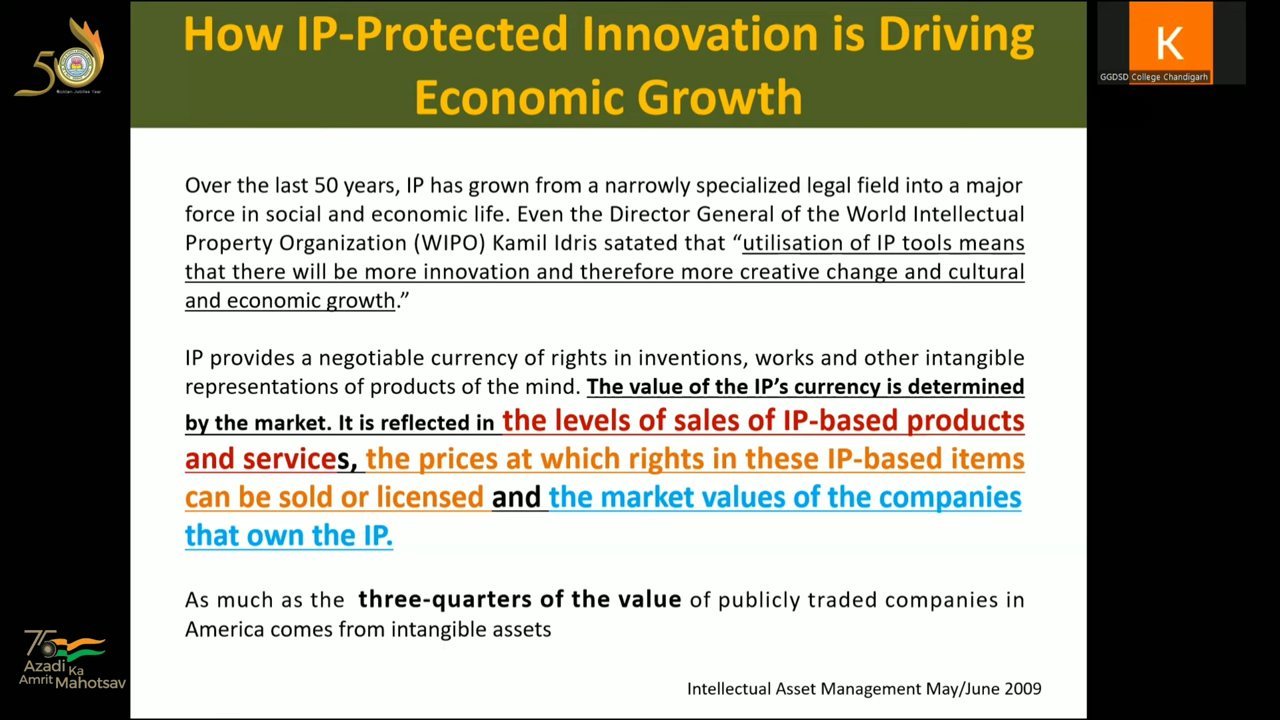 How IP-Protected Innovation is Driving
Economic Growth
50
Golden Jubilee Year
K
GGDSD College Chandigarh
Over the last 50 years, IP has grown from a narrowly specialized legal field into a major
force in social and economic life. Even the Director General of the World Intellectual
Property Organization (WIPO) Kamil Idris satated that “utilisation of IP tools means
that there will be more innovation and therefore more creative change and cultural
and economic growth.”
IP provides a negotiable currency of rights in inventions, works and other intangible
representations of products of the mind. The value of the IP’s currency is determined
by the market. It is reflected in the levels of sales of IP-based products
and services, the prices at which rights in these IP-based items
can be sold or licensed and the market values of the companies
that own the IP.
As much as the three-quarters of the value of publicly traded companies in
America comes from intangible assets
75
Azadi Ka
Amrit Mahotsav
Intellectual Asset Management May/June 2009